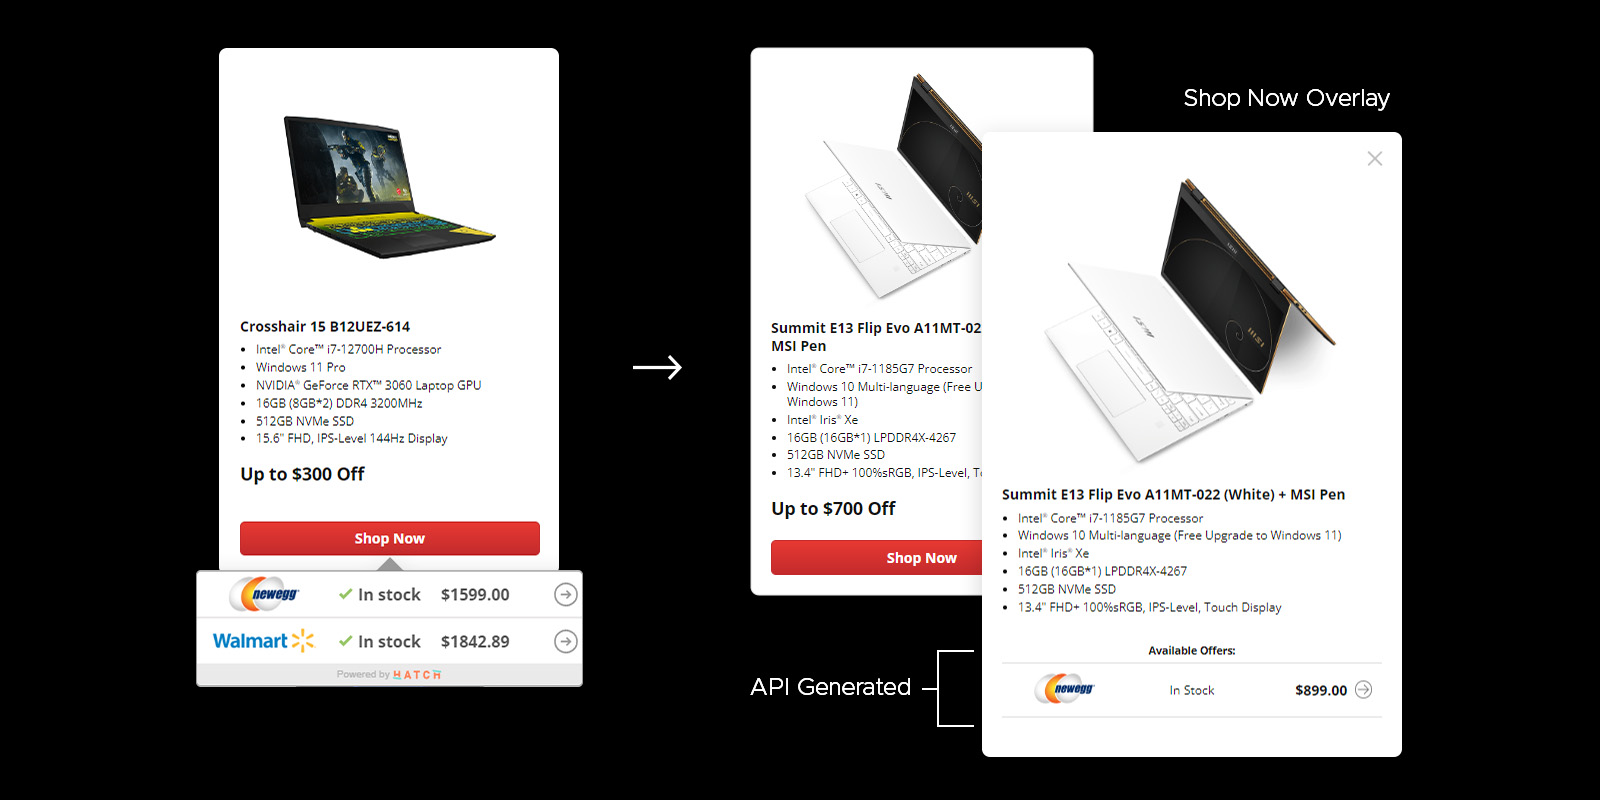 Crosshair 15 B12UEZ-614
• Intel® Core™ i7-12700H Processor
• Windows 11 Pro
• NVIDIA® GeForce RTX™ 3060 Laptop GPU
• 16GB (8GB*2) DDR4 3200MHz
• 512GB NVMe SSD
• 15.6" FHD, IPS-Level 144Hz Display
Up to $300 Off
Shop Now
newegg In stock $1599.00
Walmart In stock $1842.89
Powered by HATCH
Summit E13 Flip Evo A11MT-02
MSI Pen
• Intel® Core™ i7-1185G7 Processor
• Windows 10 Multi-language (Free U
Windows 11)
• Intel® Iris® Xe
• 16GB (16GB*1) LPDDR4X-4267
• 512GB NVMe SSD
• 13.4" FHD+ 100%sRGB, IPS-Level, T
Up to $700 Off
Shop Now
API Generated
Shop Now Overlay
msi
msi
Summit E13 Flip Evo A11MT-022 (White) + MSI Pen
• Intel® Core™ i7-1185G7 Processor
• Windows 10 Multi-language (Free Upgrade to Windows 11)
• Intel® Iris® Xe
• 16GB (16GB*1) LPDDR4X-4267
• 512GB NVMe SSD
• 13.4" FHD+ 100%sRGB, IPS-Level, Touch Display
Available Offers:
newegg In Stock $899.00